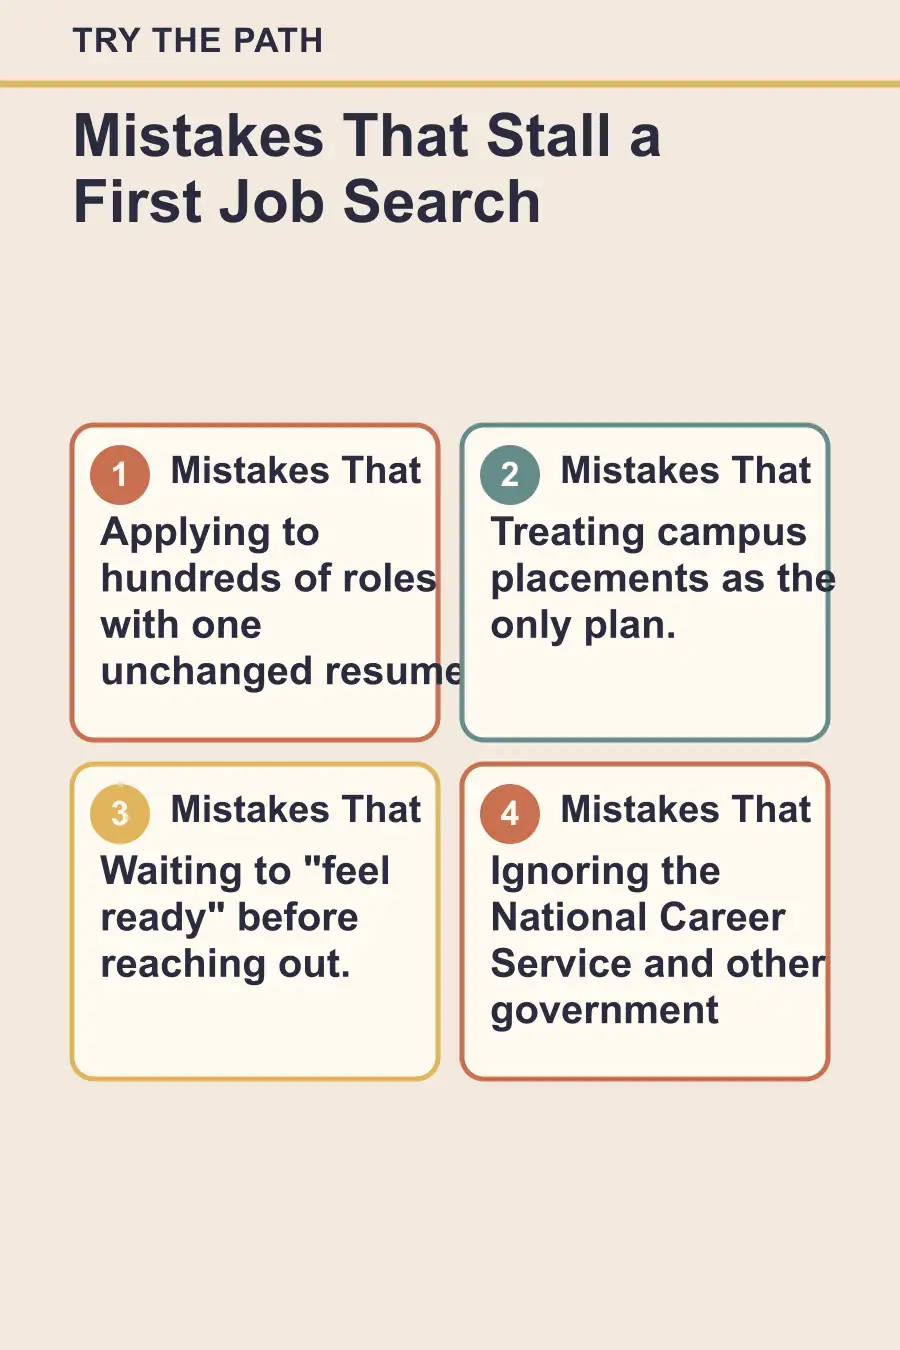 TRY THE PATH
Mistakes That Stall a
First Job Search
1 Mistakes That
Applying to
hundreds of roles
with one
unchanged resume
2 Mistakes That
Treating campus
placements as the
only plan.
3 Mistakes That
Waiting to "feel
ready" before
reaching out.
4 Mistakes That
Ignoring the
National Career
Service and other
government